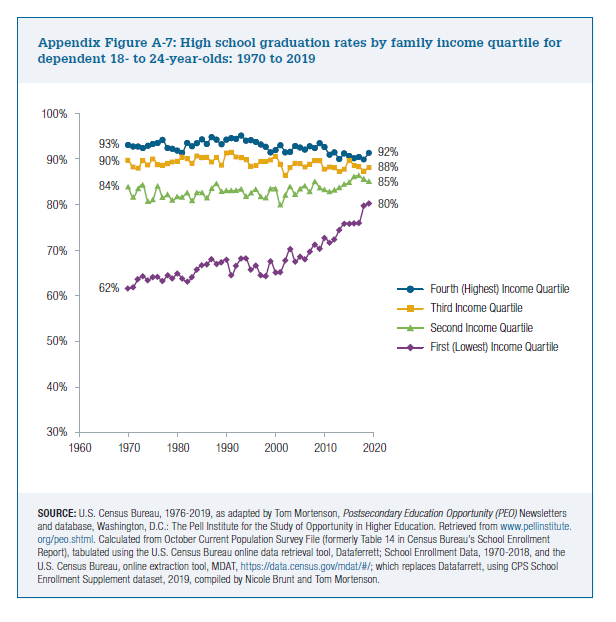 Appendix Figure A-7: High school graduation rates by family income quartile for
dependent 18- to 24-year-olds: 1970 to 2019
100%
90%
80%
70%
60%
50%
40%
30%
93%
90%
84%
62%
92%
88%
85%
80%
Fourth (Highest) Income Quartile
Third Income Quartile
Second Income Quartile
First (Lowest) Income Quartile
1960 1970 1980 1990 2000 2010 2020
SOURCE: U.S. Census Bureau, 1976-2019, as adapted by Tom Mortenson, Postsecondary Education Opportunity (PEO) Newsletters
and database, Washington, D.C.: The Pell Institute for the Study of Opportunity in Higher Education. Retrieved from www.pellinstitute.
org/peo.shtml. Calculated from October Current Population Survey File (formerly Table 14 in Census Bureau's School Enrollment
Report), tabulated using the U.S. Census Bureau online data retrieval tool, Dataferrett; School Enrollment Data, 1970-2018, and the
U.S. Census Bureau, online extraction tool, MDAT, https://data.census.gov/mdat/#/; which replaces Datafarrett, using CPS School
Enrollment Supplement dataset, 2019, compiled by Nicole Brunt and Tom Mortenson.